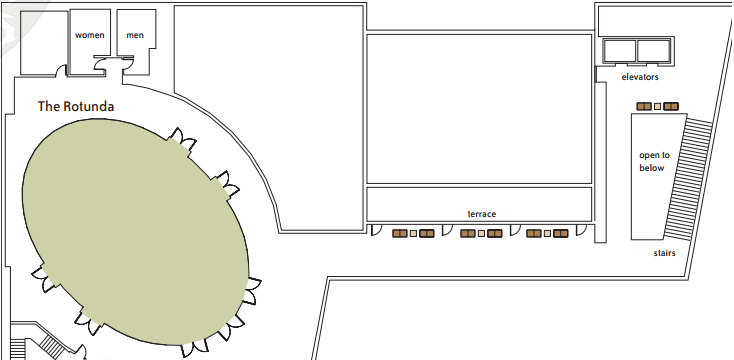 women
men
elevators
The Rotunda
open to
below
terrace
stairs